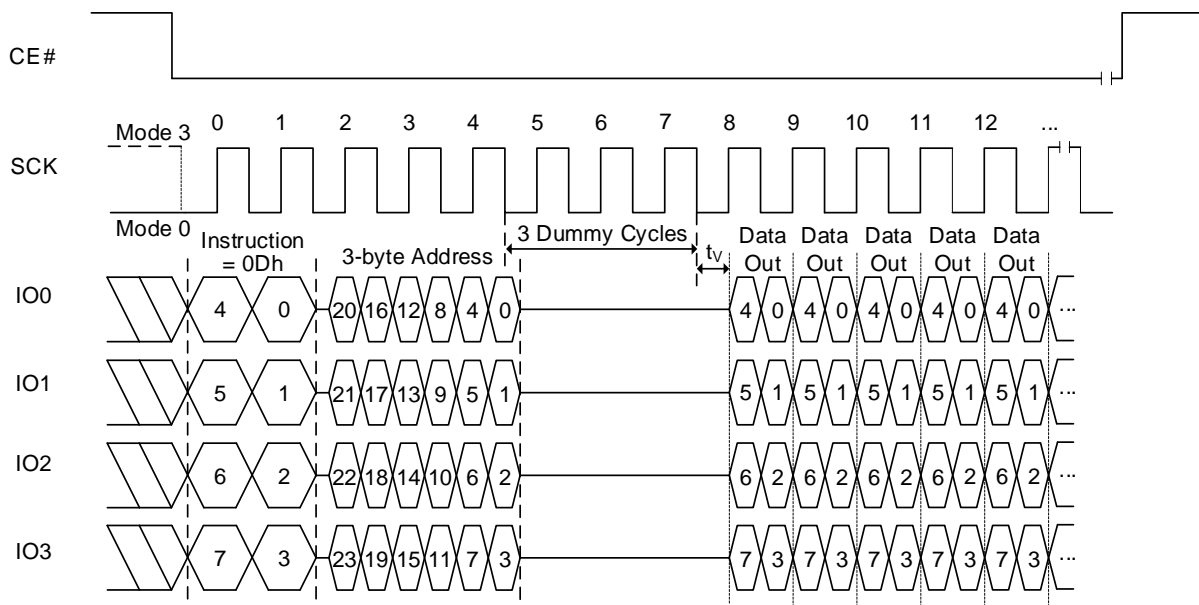 CE#
0 1 2 3 4 5 6 7 8 9 10 11 12 ...
Mode 3
SCK
Mode 0
3 Dummy Cycles
Instruction
= 0Dh
3-byte Address
tV
Data Out Data Out Data Out Data Out Data Out
IO0 4 0 20 16 12 8 4 0 4 0 4 0 4 0 4 0 4 0 ...
IO1 5 1 21 17 13 9 5 1 5 1 5 1 5 1 5 1 5 1 ...
IO2 6 2 22 18 14 10 6 2 6 2 6 2 6 2 6 2 6 2 ...
IO3 7 3 23 19 15 11 7 3 7 3 7 3 7 3 7 3 7 3 ...